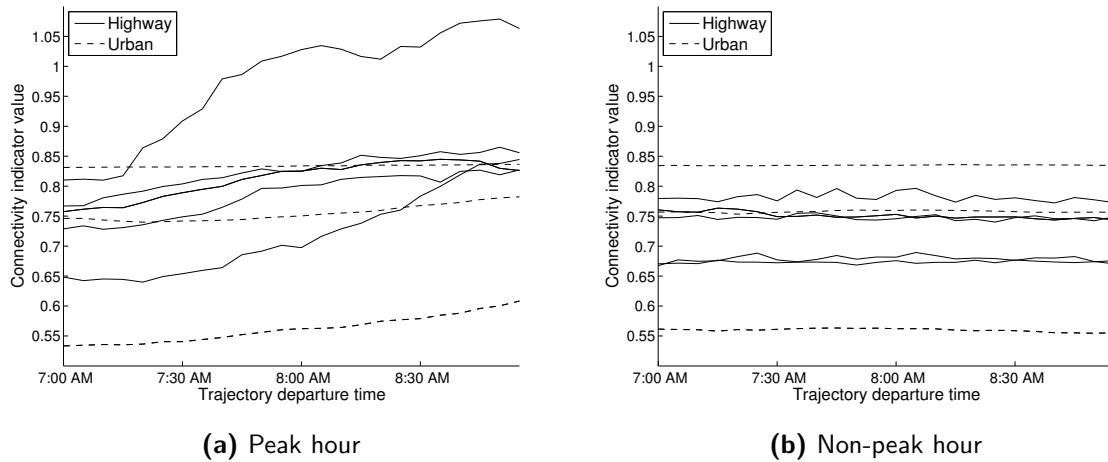 Highway
Urban
Connectivity indicator value
1.05
1
0.95
0.9
0.85
0.8
0.75
0.7
0.65
0.6
0.55
7:00 AM 7:30 AM 8:00 AM 8:30 AM
Trajectory departure time
(a) Peak hour
Highway
Urban
Connectivity indicator value
1.05
1
0.95
0.9
0.85
0.8
0.75
0.7
0.65
0.6
0.55
7:00 AM 7:30 AM 8:00 AM 8:30 AM
Trajectory departure time
(b) Non-peak hour